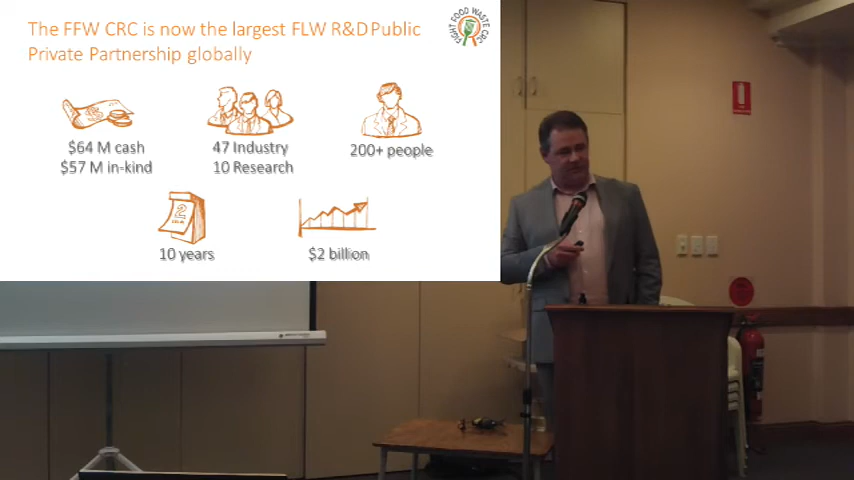 The FFW CRC is now the largest FLW R&D Public
Private Partnership globally
FIGHT FOOD WASTE CRC
$64 M cash
$57 M in-kind
47 Industry
10 Research
200+ people
2
10 years
$2 billion